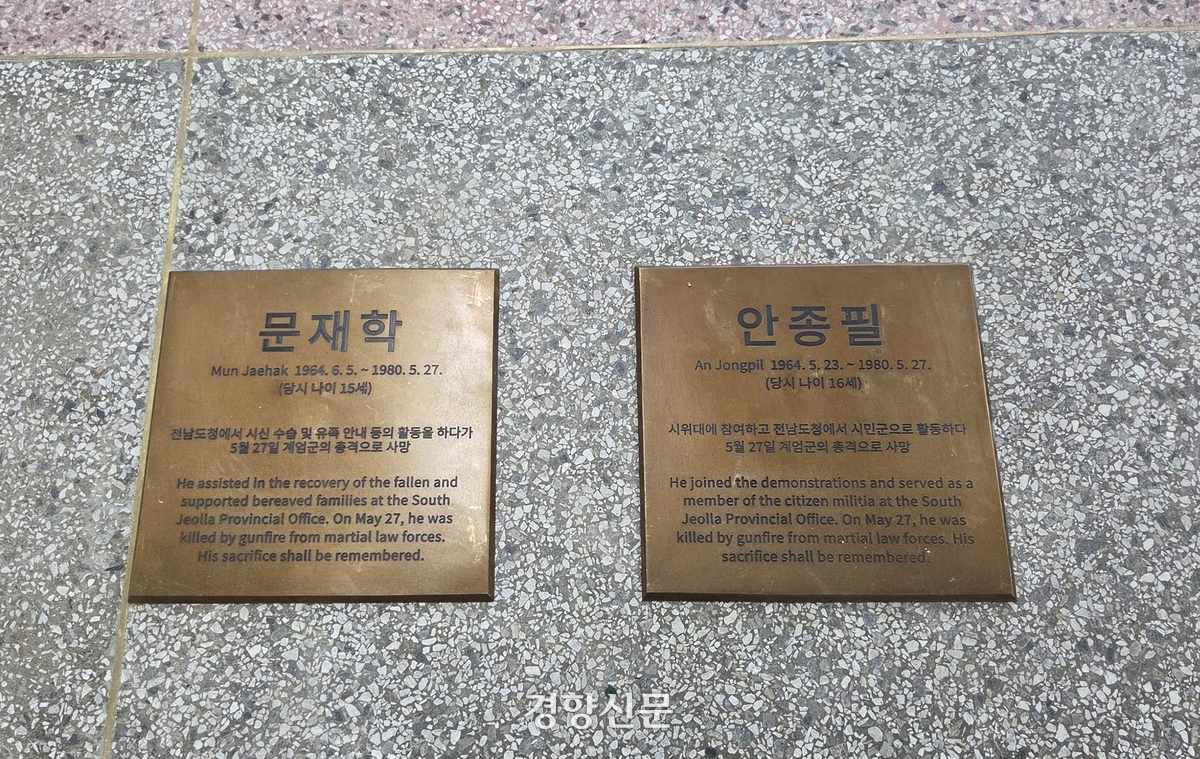 문재학
Mun Jaehak 1964. 6. 5. ~ 1980. 5. 27.
(당시 나이 15세)
전남도청에서 시신 수습 및 유족 안내 등의 활동을 하다가
5월 27일 계엄군의 총격으로 사망
He assisted in the recovery of the fallen and
supported bereaved families at the South
Jeolla Provincial Office. On May 27, he was
killed by gunfire from martial law forces.
His sacrifice shall be remembered.
안종필
An Jongpil 1964. 5. 23. ~ 1980. 5. 27.
(당시 나이 16세)
시위대에 참여하고 전남도청에서 시민군으로 활동하다
5월 27일 계엄군의 총격으로 사망
He joined the demonstrations and served as a
member of the citizen militia at the South
Jeolla Provincial Office. On May 27, he was
killed by gunfire from martial law forces. His
sacrifice shall be remembered.
경향신문